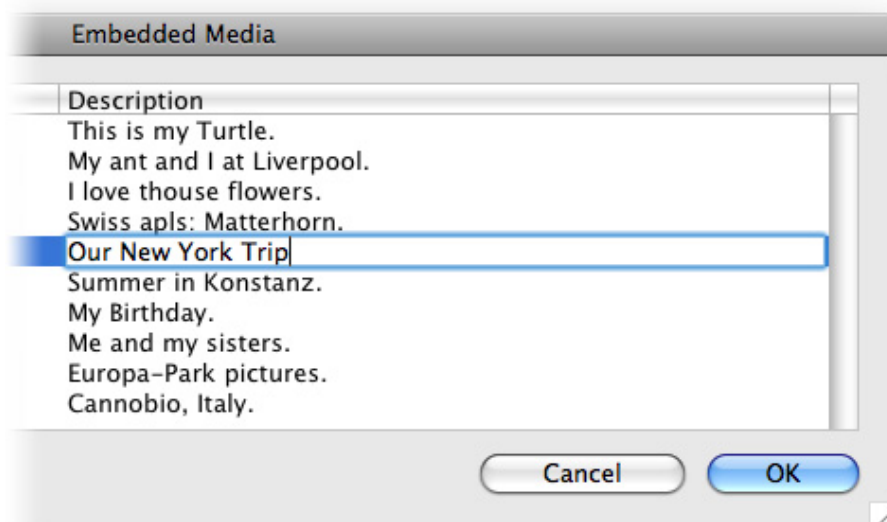 Embedded Media
Description
This is my Turtle.
My ant and I at Liverpool.
I love thouse flowers.
Swiss apls: Matterhorn.
Our New York Trip
Summer in Konstanz.
My Birthday.
Me and my sisters.
Europa-Park pictures.
Cannobio, Italy.
Cancel OK